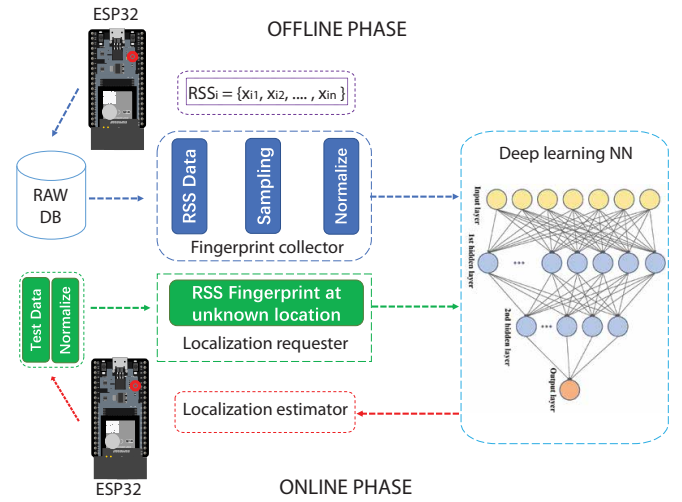 ESP32
OFFLINE PHASE
RSSi = {xi1, xi2, .... , xin }
RAW
DB
RSS Data
Sampling
Normalize
Fingerprint collector
Deep learning NN
Input layer
1st hidden layer
2nd hidden layer
Output layer
Test Data
Normalize
RSS Fingerprint at
unknown location
Localization requester
Localization estimator
ESP32
ONLINE PHASE